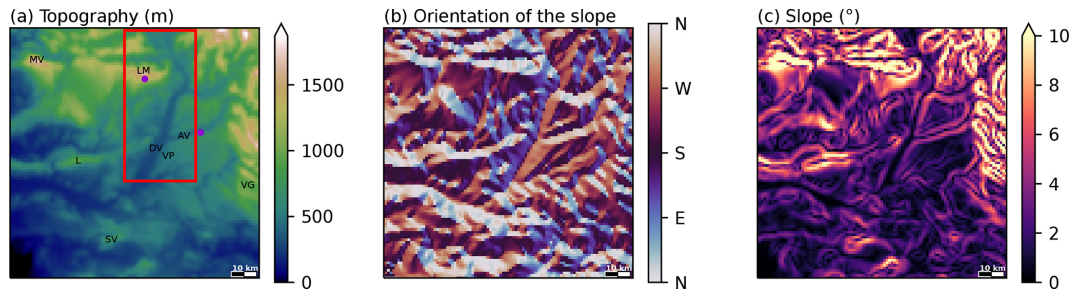 (a) Topography (m)
MV
LM
AV
DV
VP
L
VG
SV
10 km
1500
1000
500
0
(b) Orientation of the slope
10 km
N
W
S
E
N
(c) Slope (°)
10 km
10
8
6
4
2
0